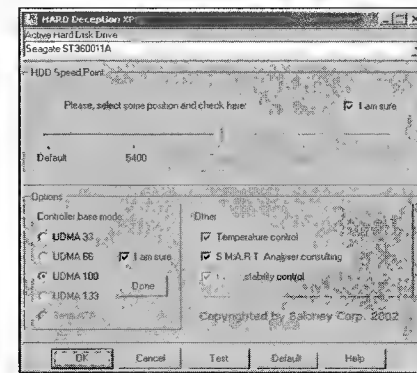 HARD Deception XP
Active Hard Disk Drive
Seagate ST360011A
HDD Speed Point
Please, select some position and check here:
I am sure
Default
5400
Options
Controller base mode
UDMA 33
UDMA 66
I am sure
UDMA 100
Done
UDMA 133
Other
Temperature control
S.M.A.R.T. Analyser consulting
stability control
Copyrighted by Baloney Corp. 2002
OK
Cancel
Test
Default
Help